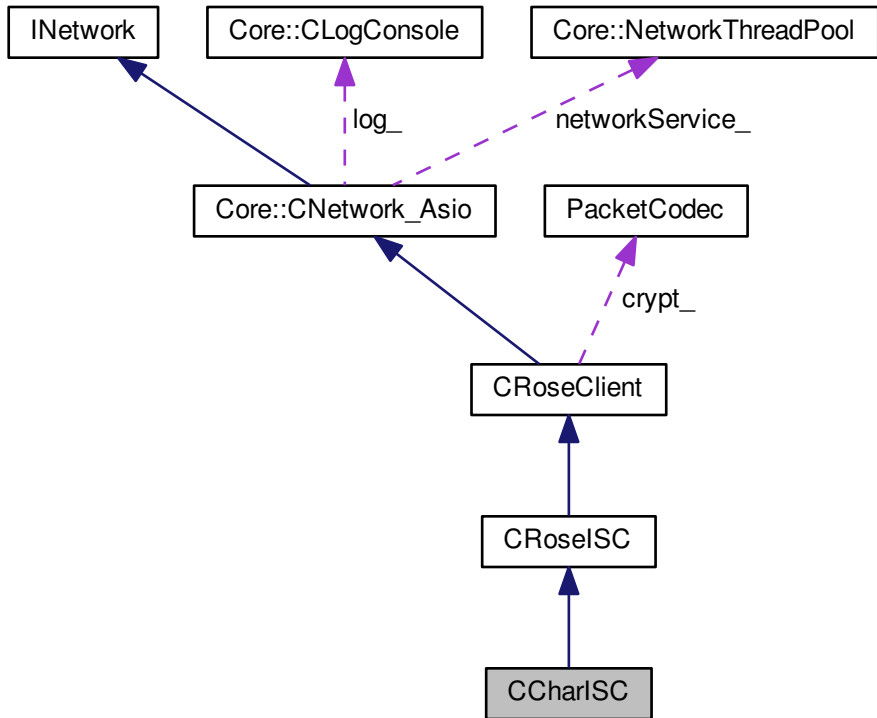 INetwork
Core::CLogConsole
Core::NetworkThreadPool
log_
networkService_
Core::CNetwork_Asio
PacketCodec
crypt_
CRoseClient
CRoseISC
CCharISC